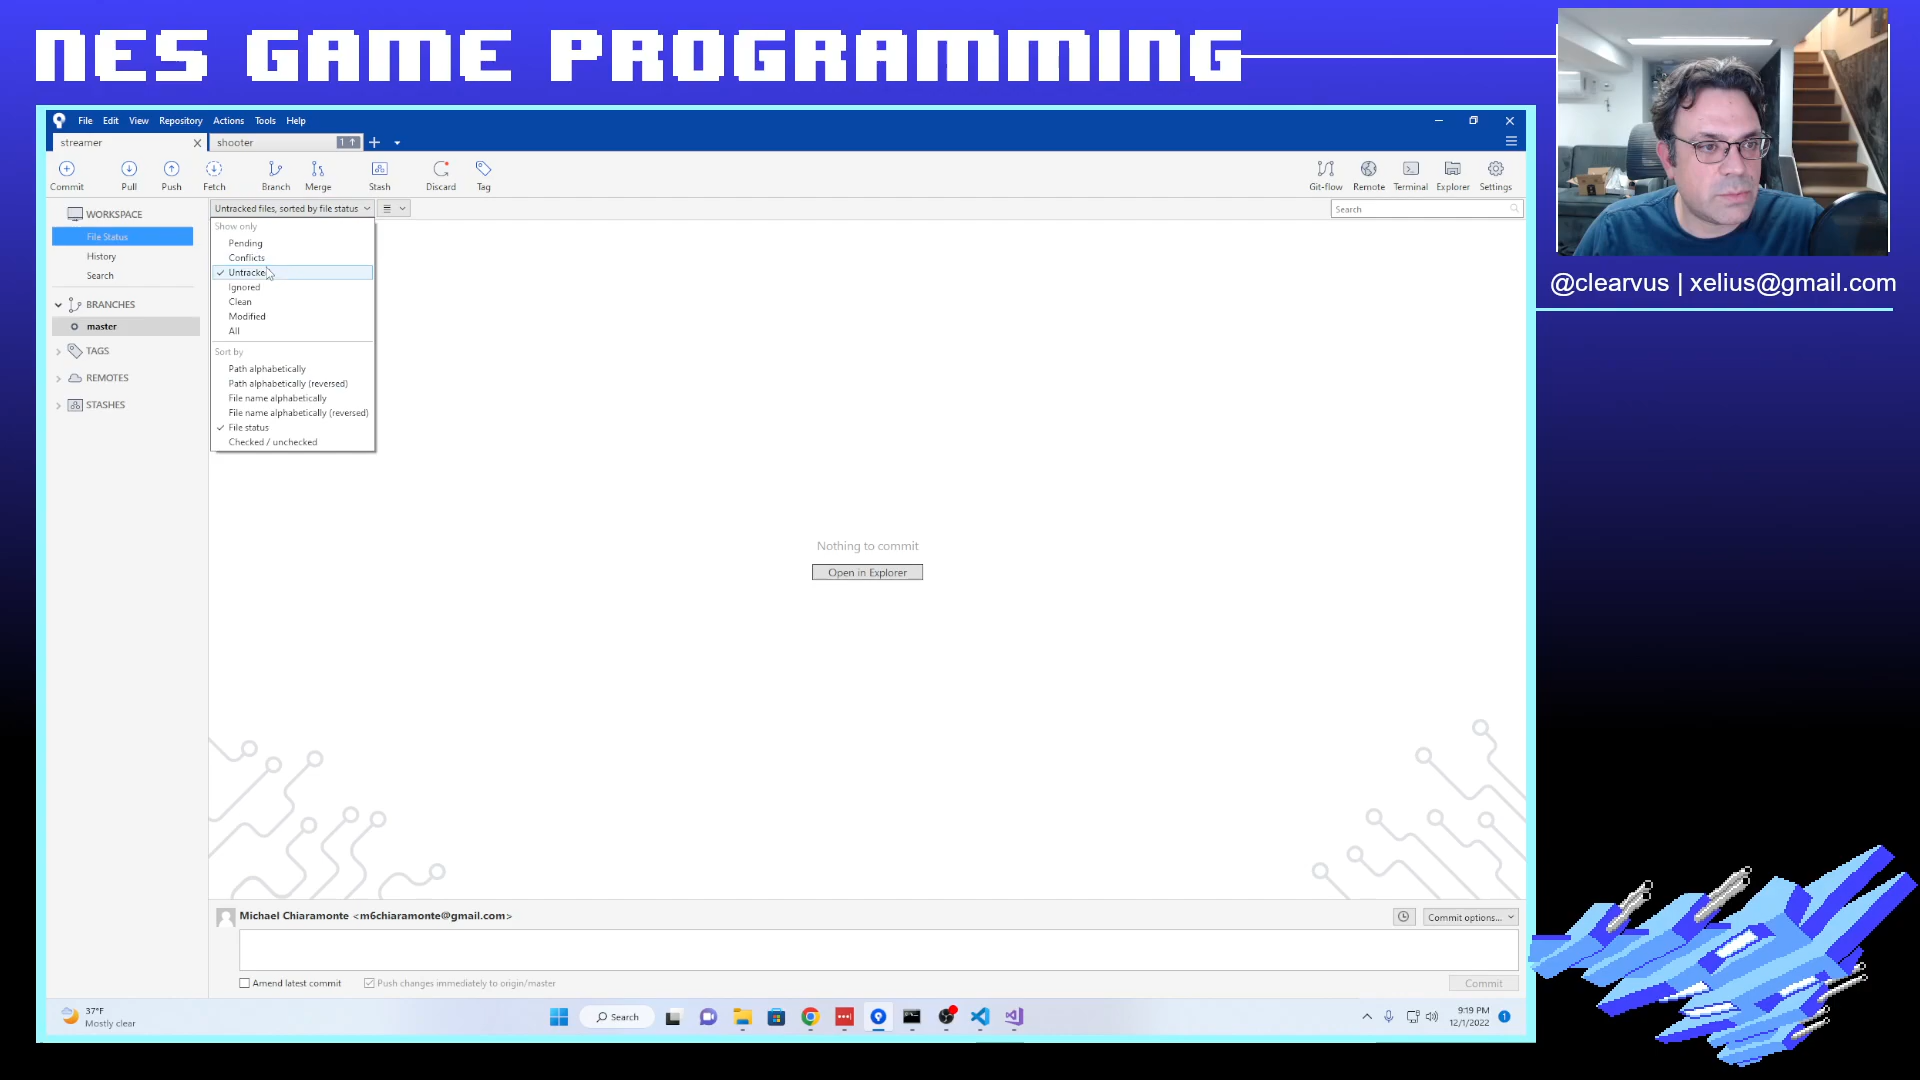 NES GAME PROGRAMMING
@clearvus | xelius@gmail.com
File Edit View Repository Actions Tools Help
streamer
shooter 1
Commit Pull Push Fetch Branch Merge Stash Discard Tag
Git-flow Remote Terminal Explorer Settings
WORKSPACE
File Status
History
Search
BRANCHES
master
TAGS
REMOTES
STASHES
Untracked files, sorted by file status
Search
Show only
Pending
Conflicts
Untracked
Ignored
Clean
Modified
All
Sort by
Path alphabetically
Path alphabetically (reversed)
File name alphabetically
File name alphabetically (reversed)
File status
Checked / unchecked
Nothing to commit
Open in Explorer
Michael Chiaramonte <m6chiaramonte@gmail.com>
Commit options...
Amend latest commit
Push changes immediately to origin/master
Commit
37°F
Mostly clear
Search
9:19 PM
12/1/2022
1